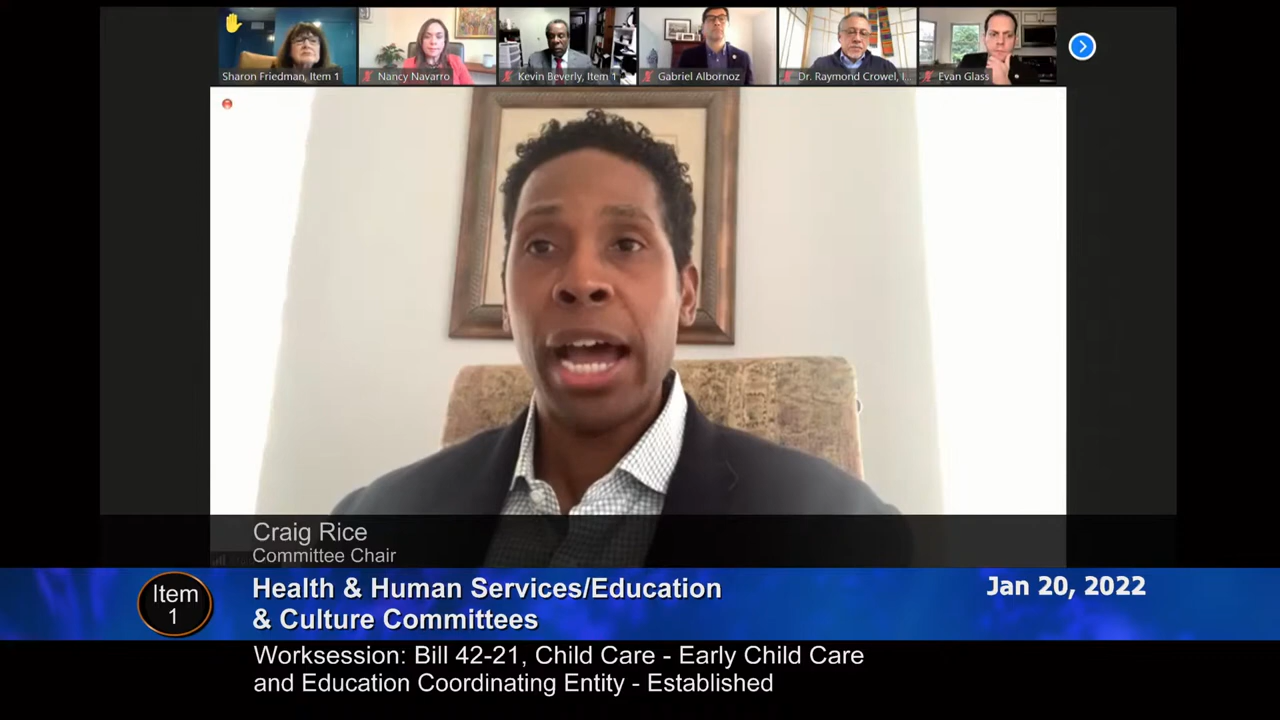 Sharon Friedman, Item 1
Nancy Navarro
Kevin Beverly, Item 1
Gabriel Albornoz
Dr. Raymond Crowel, I...
Evan Glass
Craig Rice
Committee Chair
Item
1
Health & Human Services/Education
& Culture Committees
Jan 20, 2022
Worksession: Bill 42-21, Child Care - Early Child Care
and Education Coordinating Entity - Established